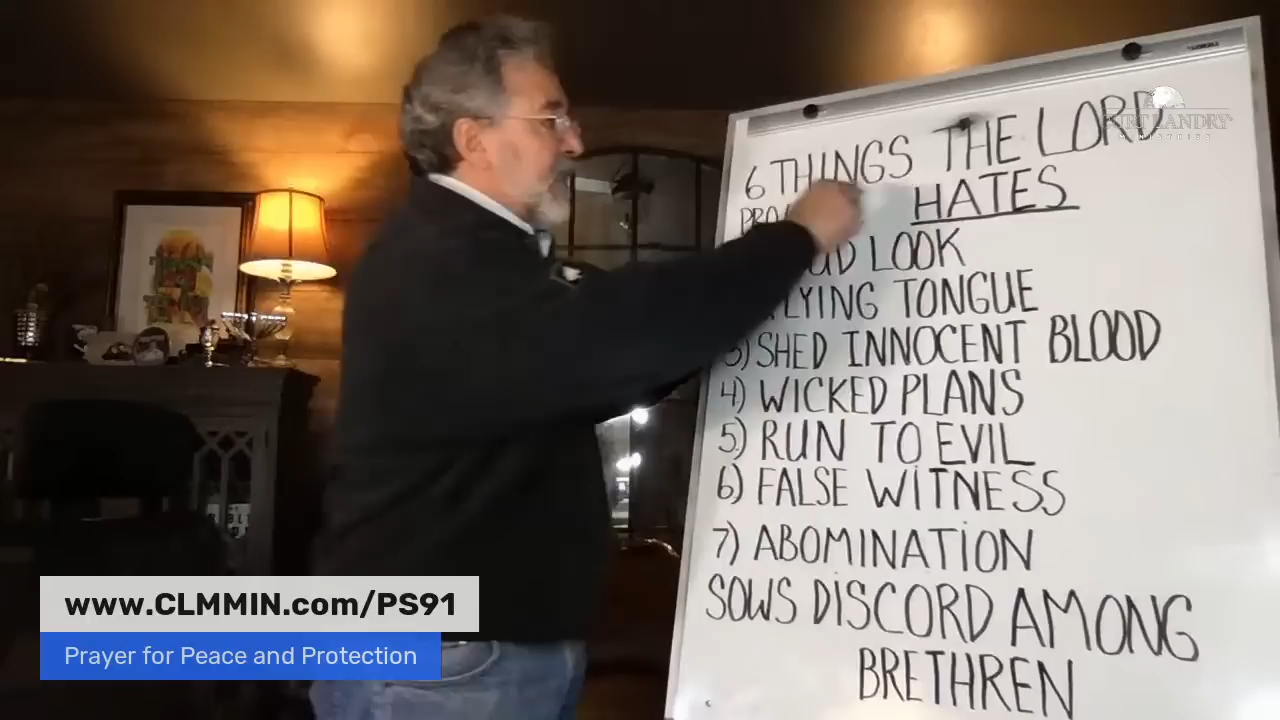 6 THINGS THE LORD
HATES
LOOK
LYING TONGUE
3) SHED INNOCENT BLOOD
4) WICKED PLANS
5) RUN TO EVIL
6) FALSE WITNESS
7) ABOMINATION
SOWS DISCORD AMONG
BRETHREN
www.CLMMIN.com/PS91
Prayer for Peace and Protection